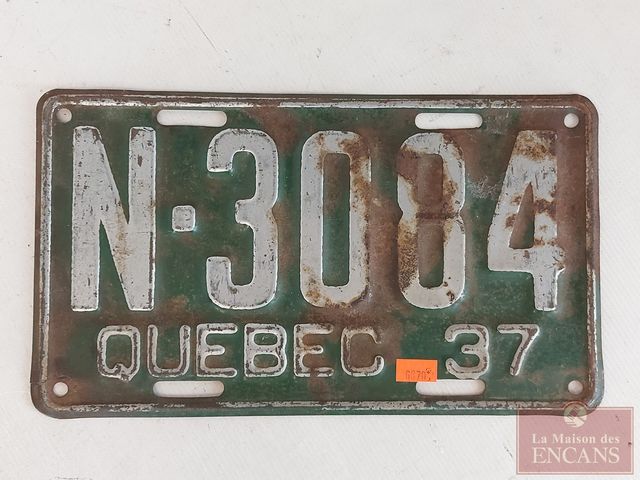 N·3084
QUEBEC 37
La Maison des
ENCANS